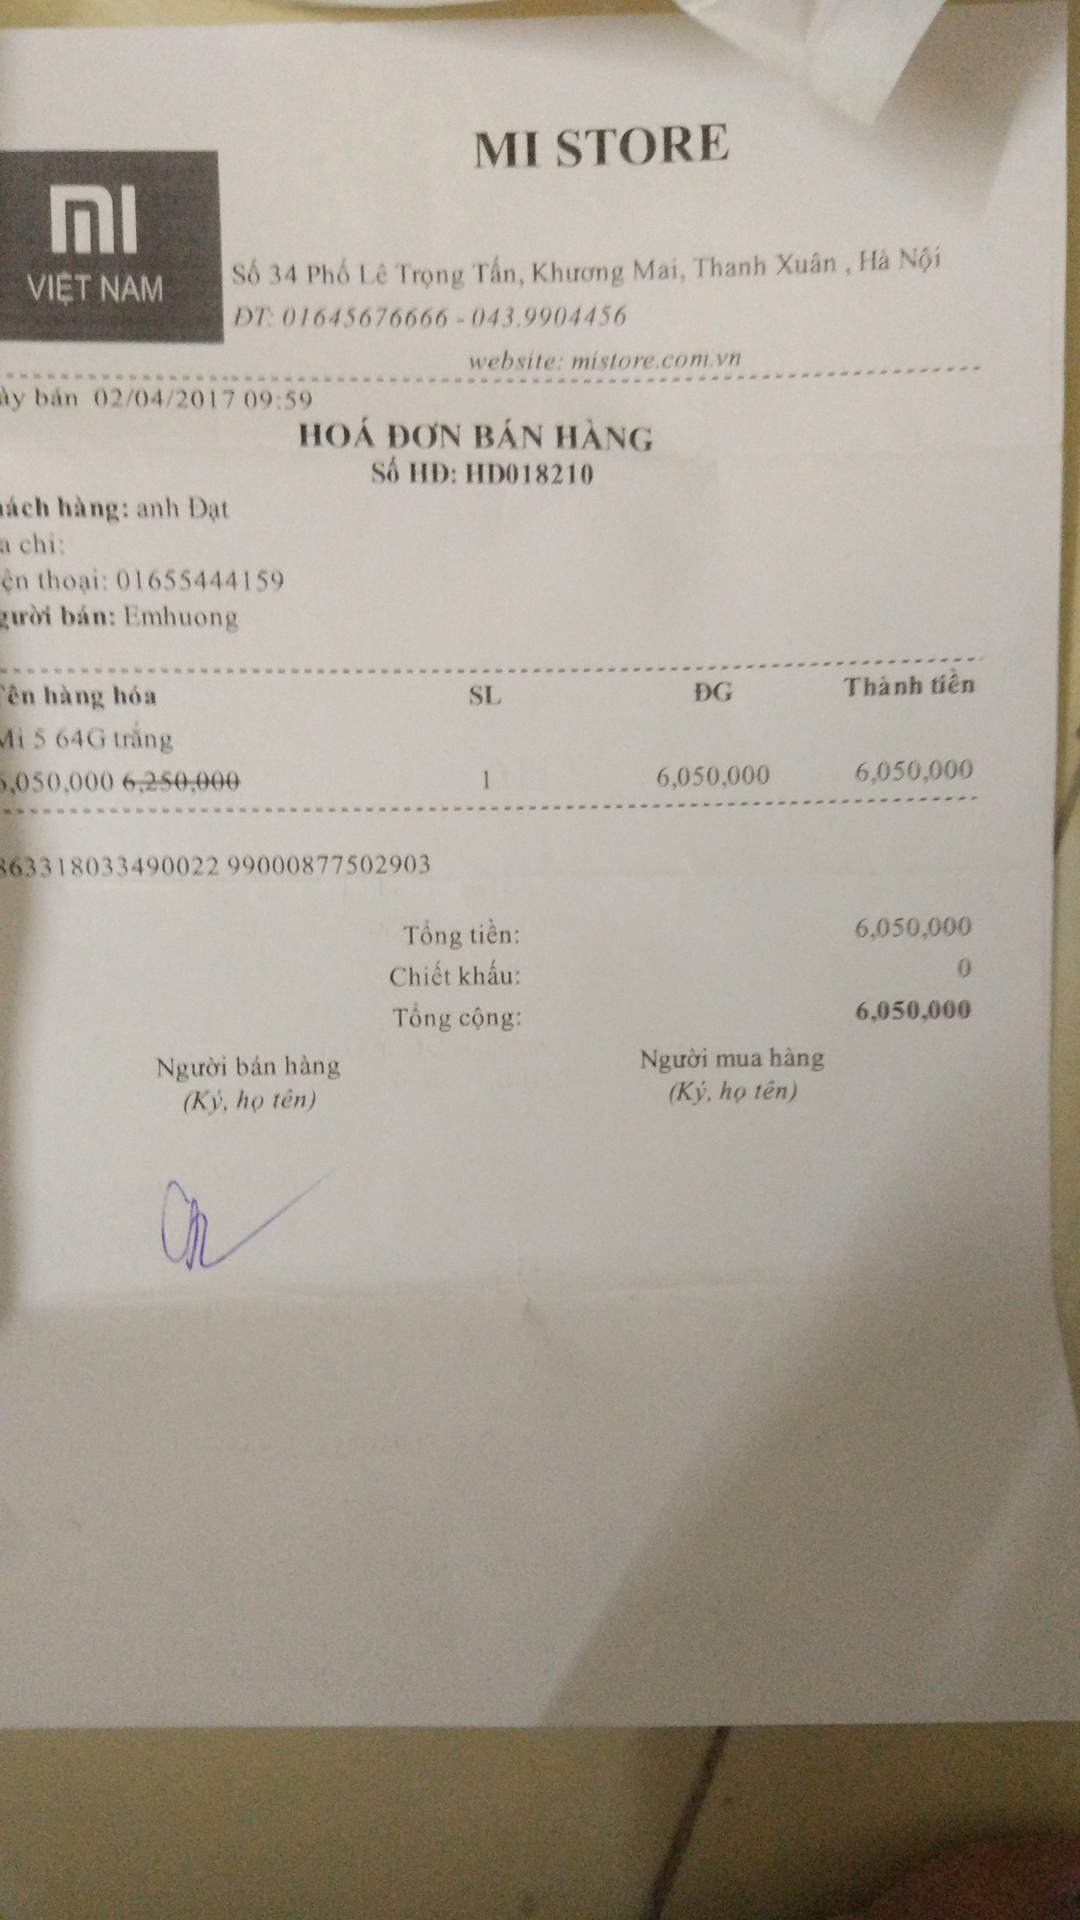 MI STORE
mi
VIỆT NAM
Số 34 Phố Lê Trọng Tấn, Khương Mai, Thanh Xuân , Hà Nội
ĐT: 01645676666 - 043.9904456
website: mistore.com.vn
ày bán 02/04/2017 09:59
HOÁ ĐƠN BÁN HÀNG
Số HĐ: HD018210
ách hàng: anh Đạt
a chỉ:
ện thoại: 01655444159
gười bán: Emhuong
Tên hàng hóa SL ĐG Thành tiền
Mi 5 64G trắng
6,050,000 6,250,000 1 6,050,000 6,050,000
863318033490022 99000877502903
Tổng tiền: 6,050,000
Chiết khấu: 0
Tổng cộng: 6,050,000
Người bán hàng Người mua hàng
(Ký, họ tên) (Ký, họ tên)